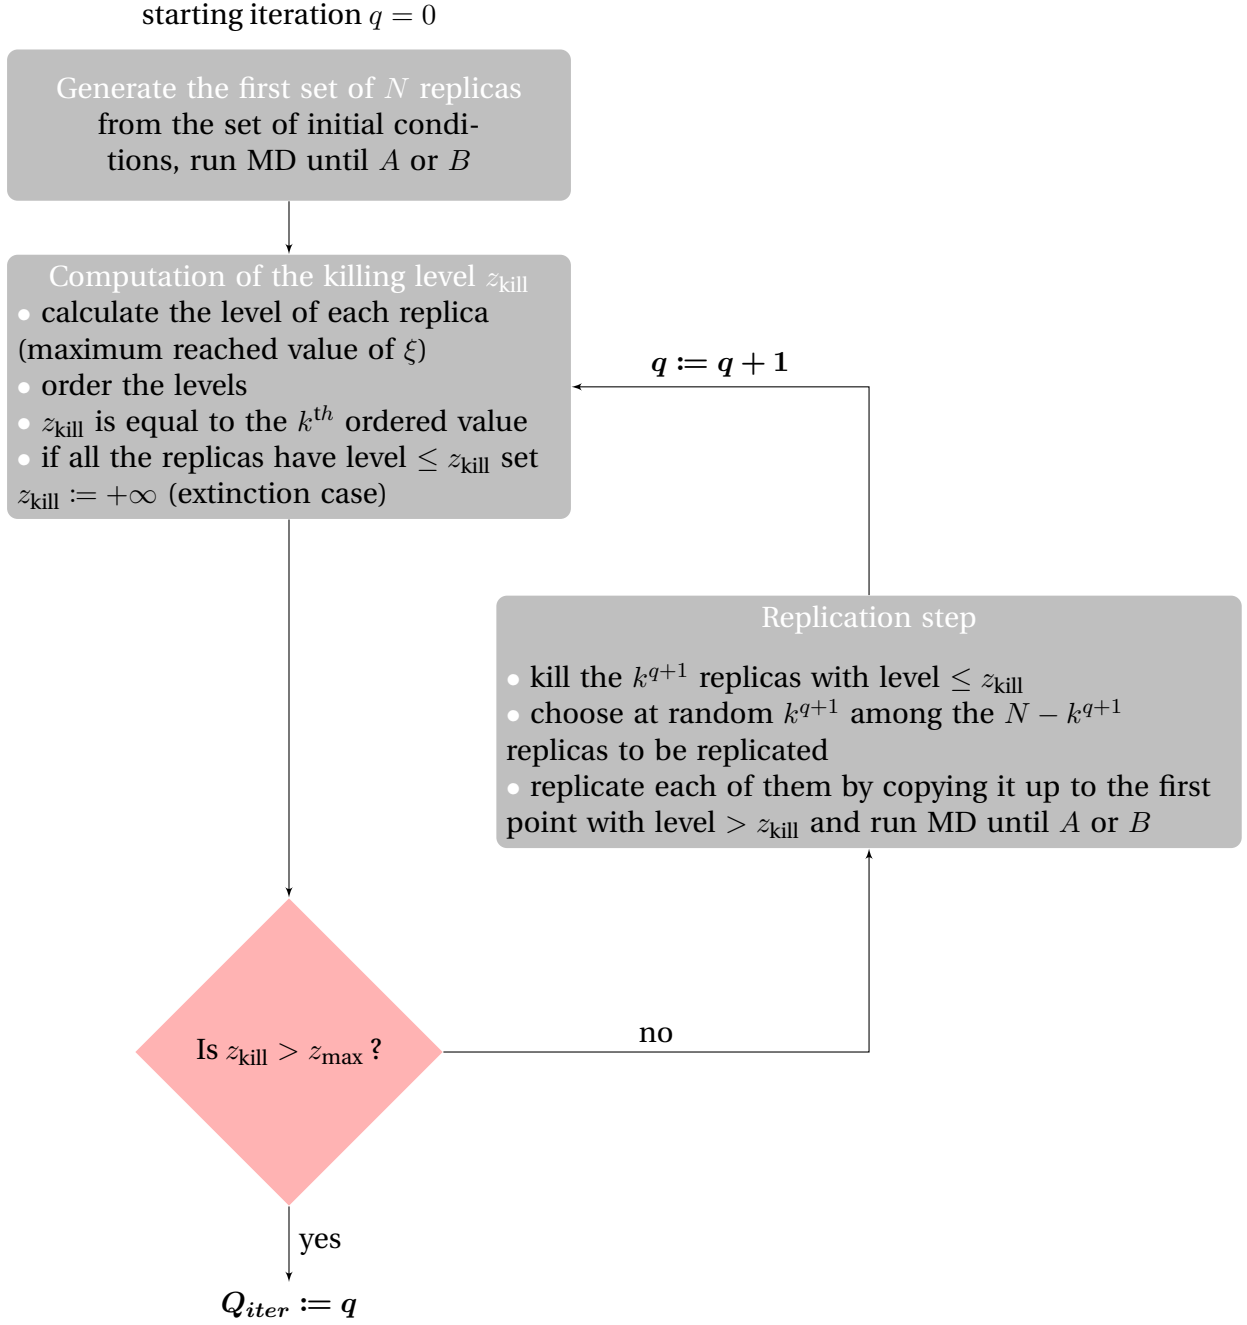 starting iteration q = 0
Generate the first set of N replicas
from the set of initial condi-
tions, run MD until A or B
Computation of the killing level z_kill
• calculate the level of each replica
(maximum reached value of ξ)
• order the levels
• z_kill is equal to the k^th ordered value
• if all the replicas have level ≤ z_kill set
z_kill := +∞ (extinction case)
q := q + 1
Replication step
• kill the k^{q+1} replicas with level ≤ z_kill
• choose at random k^{q+1} among the N − k^{q+1}
replicas to be replicated
• replicate each of them by copying it up to the first
point with level > z_kill and run MD until A or B
Is z_kill > z_max ?
no
yes
Q_iter := q